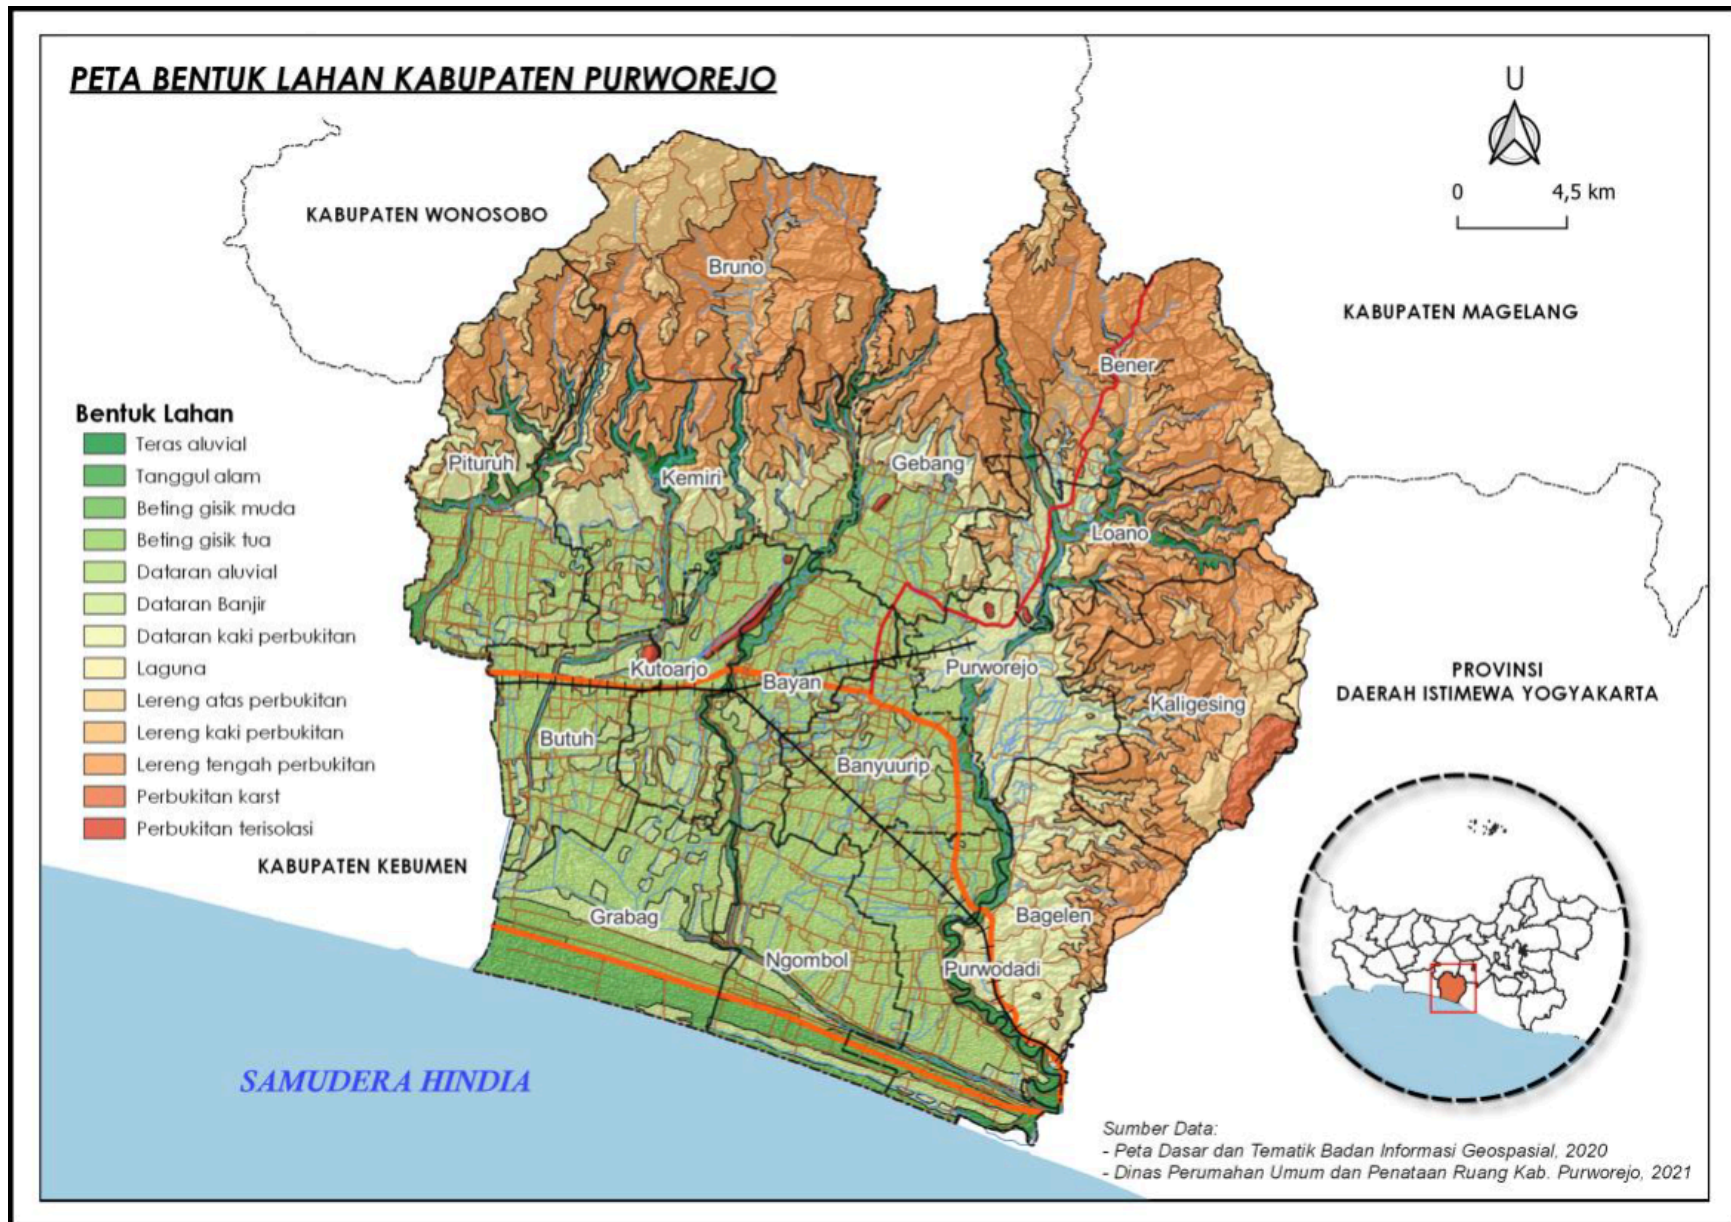 PETA BENTUK LAHAN KABUPATEN PURWOREJO
U
0 4,5 km
KABUPATEN WONOSOBO
KABUPATEN MAGELANG
Bruno
Bener
Bentuk Lahan
Teras aluvial
Tanggul alam
Beting gisik muda
Beting gisik tua
Dataran aluvial
Dataran Banjir
Dataran kaki perbukitan
Laguna
Lereng atas perbukitan
Lereng kaki perbukitan
Lereng tengah perbukitan
Perbukitan karst
Perbukitan terisolasi
Pituruh
Kemiri
Gebang
Loano
Kutoarjo
Bayan
Purworejo
Kaligesing
PROVINSI
DAERAH ISTIMEWA YOGYAKARTA
Butuh
Banyuurip
KABUPATEN KEBUMEN
Grabag
Bagelen
Ngombol
Purwodadi
SAMUDERA HINDIA
Sumber Data:
- Peta Dasar dan Tematik Badan Informasi Geospasial, 2020
- Dinas Perumahan Umum dan Penataan Ruang Kab. Purworejo, 2021